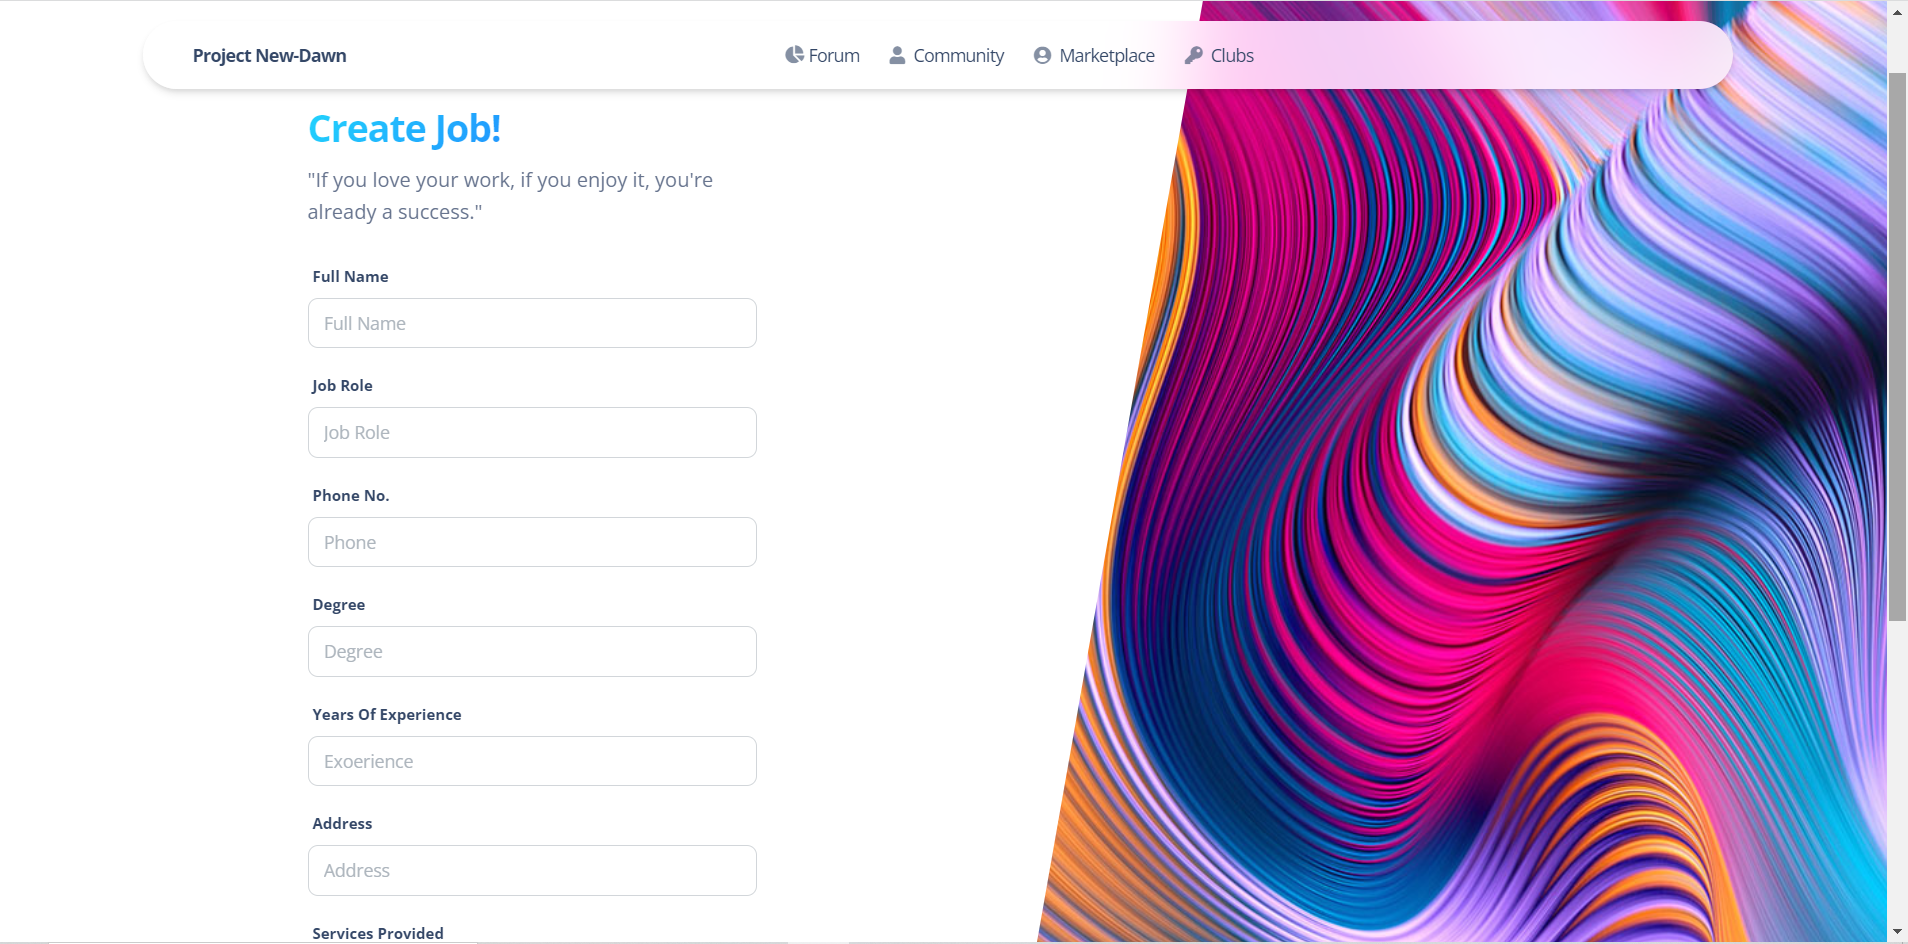 Project New-Dawn
Forum
Community
Marketplace
Clubs
Create Job!
"If you love your work, if you enjoy it, you're
already a success."
Full Name
Full Name
Job Role
Job Role
Phone No.
Phone
Degree
Degree
Years Of Experience
Exoerience
Address
Address
Services Provided